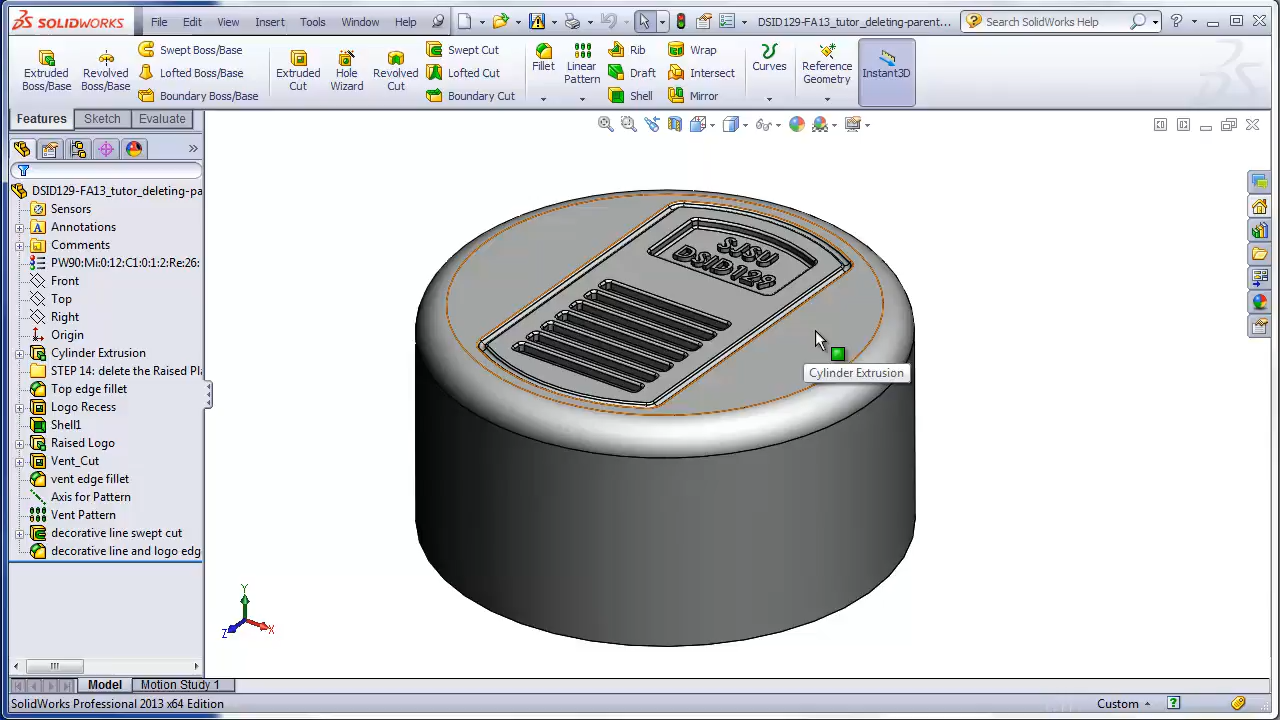 SOLIDWORKS File Edit View Insert Tools Window Help DSID129-FA13_tutor_deleting-parent... Search SolidWorks Help
Extruded Boss/Base
Revolved Boss/Base
Swept Boss/Base
Lofted Boss/Base
Boundary Boss/Base
Extruded Cut
Hole Wizard
Revolved Cut
Swept Cut
Lofted Cut
Boundary Cut
Fillet
Linear Pattern
Rib
Draft
Shell
Wrap
Intersect
Mirror
Curves
Reference Geometry
Instant3D
Features Sketch Evaluate
DSID129-FA13_tutor_deleting-pa
Sensors
Annotations
Comments
PW90:Mi:0:12:C1:0:1:2:Re:26:
Front
Top
Right
Origin
Cylinder Extrusion
STEP 14: delete the Raised Pl
Top edge fillet
Logo Recess
Shell1
Raised Logo
Vent_Cut
vent edge fillet
Axis for Pattern
Vent Pattern
decorative line swept cut
decorative line and logo edg
SJSU
DSID129
Cylinder Extrusion
Y
Z
X
Model Motion Study 1
SolidWorks Professional 2013 x64 Edition Custom